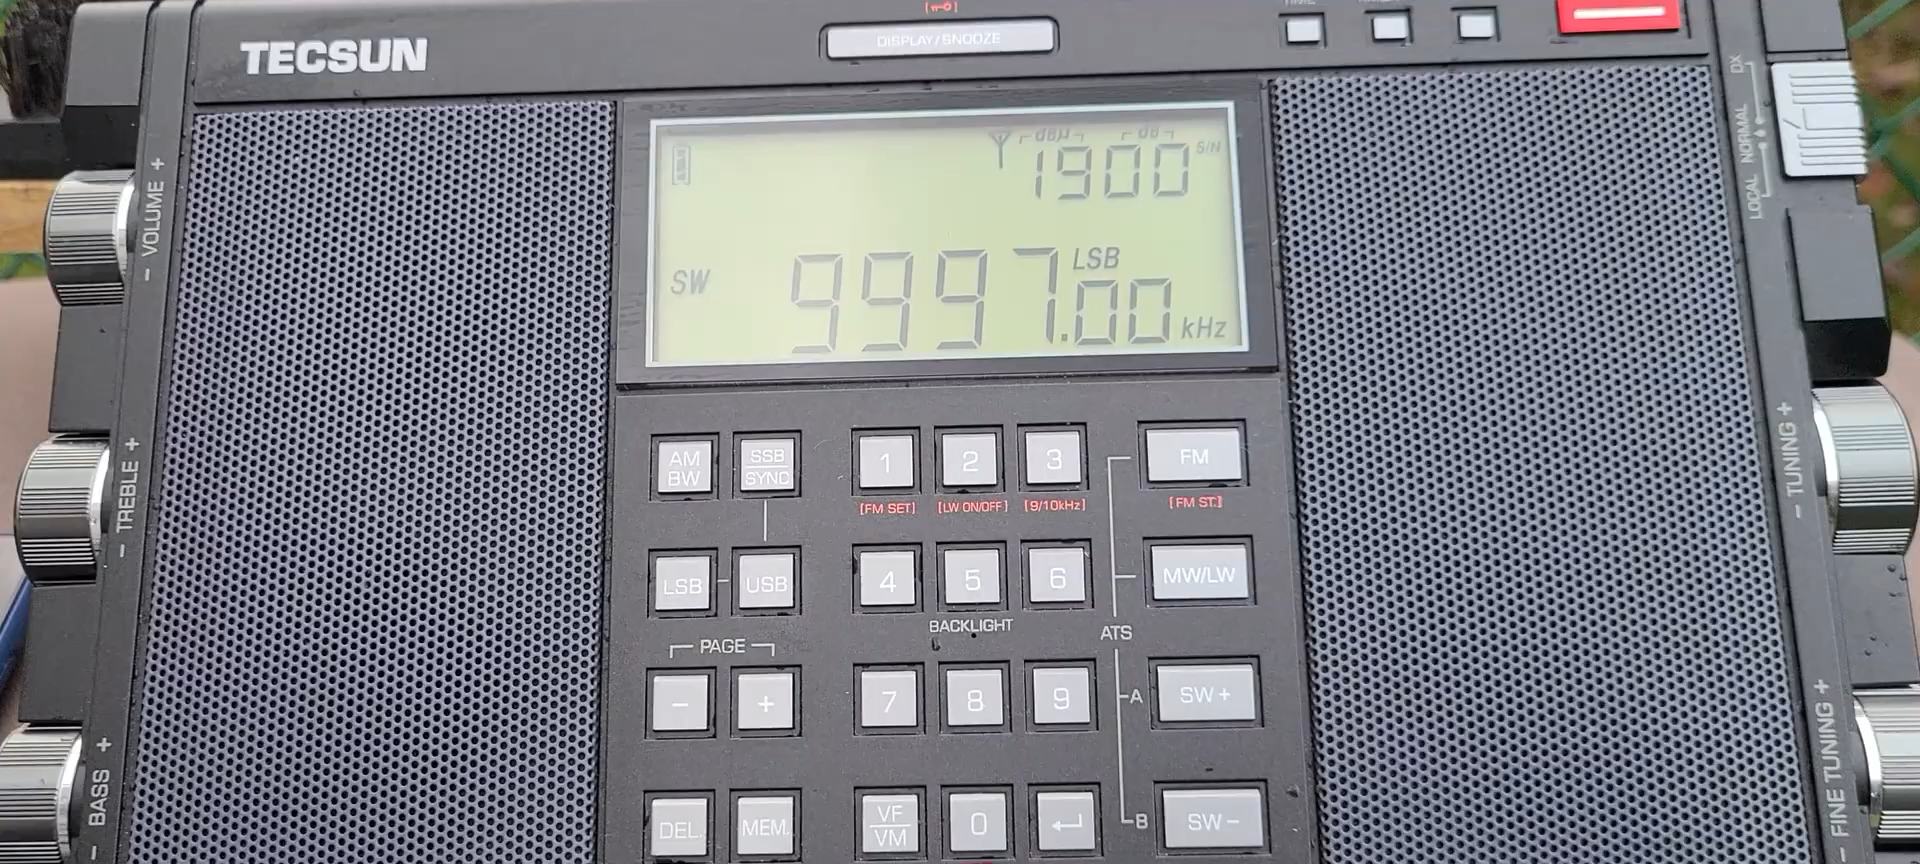 [⊶]
DISPLAY/SNOOZE
TECSUN
dBμ dB
1900 S/N
SW 9997.00 LSB kHz
DX
NORMAL
LOCAL
- VOLUME +
- TREBLE +
- BASS +
- TUNING +
- FINE TUNING +
AM BW
SSB SYNC
1 2 3 FM
[FM SET] [LW ON/OFF] [9/10kHz] [FM ST.]
LSB USB 4 5 6 MW/LW
BACKLIGHT
ATS
PAGE
- + 7 8 9 A SW +
DEL. MEM. VF VM 0 ↵ B SW -